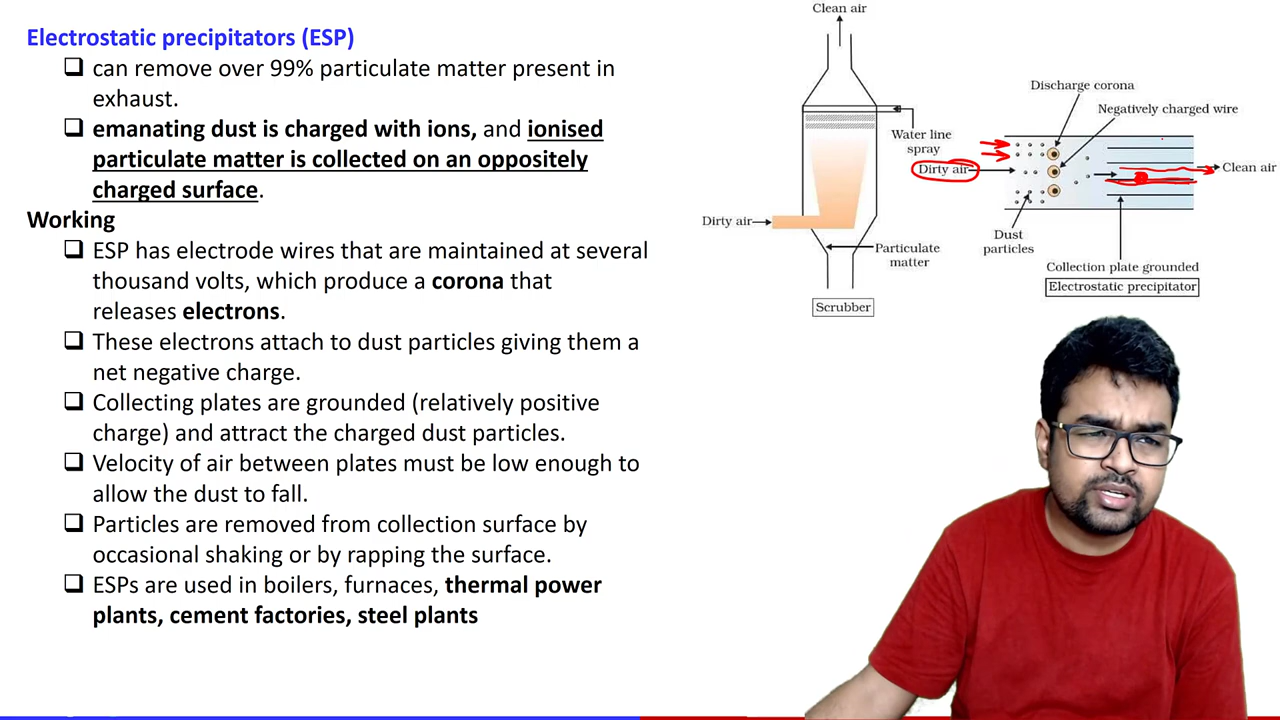 Electrostatic precipitators (ESP)
❑ can remove over 99% particulate matter present in
exhaust.
❑ emanating dust is charged with ions, and ionised
particulate matter is collected on an oppositely
charged surface.
Working
❑ ESP has electrode wires that are maintained at several
thousand volts, which produce a corona that
releases electrons.
❑ These electrons attach to dust particles giving them a
net negative charge.
❑ Collecting plates are grounded (relatively positive
charge) and attract the charged dust particles.
❑ Velocity of air between plates must be low enough to
allow the dust to fall.
❑ Particles are removed from collection surface by
occasional shaking or by rapping the surface.
❑ ESPs are used in boilers, furnaces, thermal power
plants, cement factories, steel plants
Clean air
Water line
spray
Dirty air
Particulate
matter
Scrubber
Discharge corona
Negatively charged wire
Dirty air
Clean air
Dust
particles
Collection plate grounded
Electrostatic precipitator